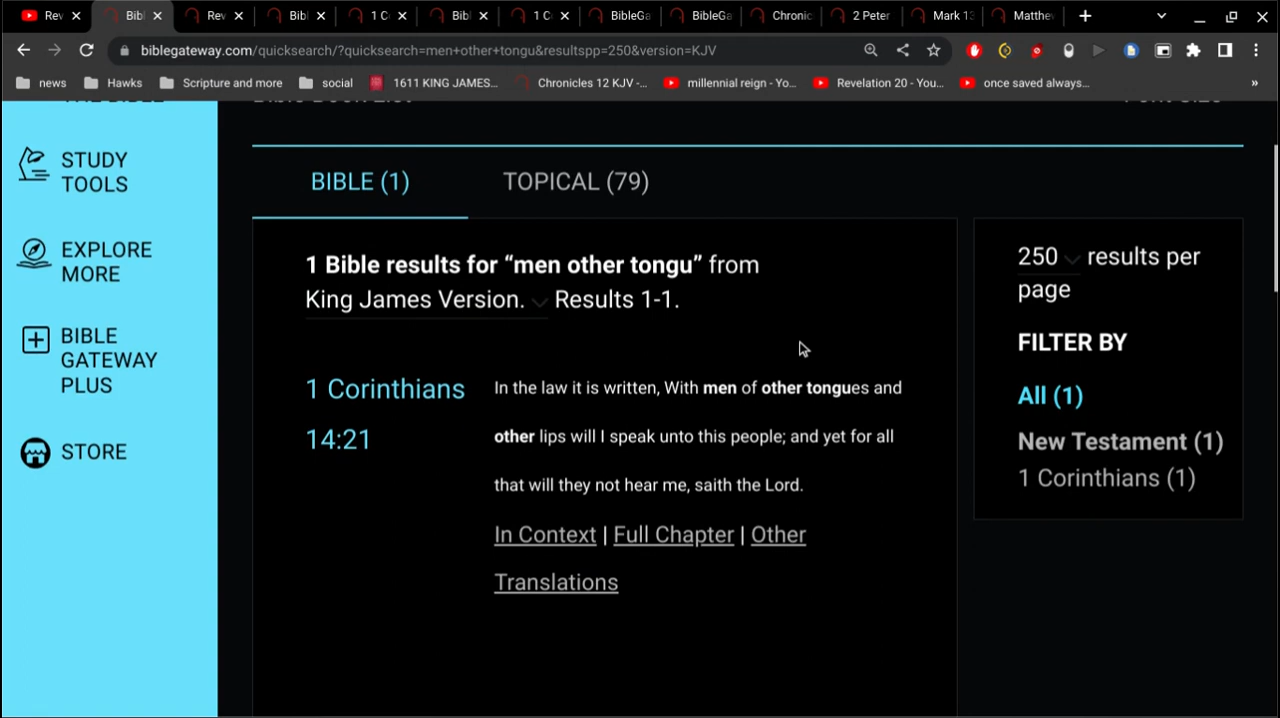 Rev
Bibl
Rev
Bibl
1 C
Bibl
1 C
BibleGa
BibleGa
Chronic
2 Peter
Mark 13
Matthew
biblegateway.com/quicksearch/?quicksearch=men+other+tongu&resultspp=250&version=KJV
news
Hawks
Scripture and more
social
1611 KING JAMES...
Chronicles 12 KJV -...
millennial reign - Yo...
Revelation 20 - You...
once saved always...
»
STUDY
TOOLS
EXPLORE
MORE
BIBLE
GATEWAY
PLUS
STORE
BIBLE (1)
TOPICAL (79)
1 Bible results for “men other tongu” from
King James Version. Results 1-1.
1 Corinthians
14:21
In the law it is written, With men of other tongues and
other lips will I speak unto this people; and yet for all
that will they not hear me, saith the Lord.
In Context | Full Chapter | Other
Translations
250 results per
page
FILTER BY
All (1)
New Testament (1)
1 Corinthians (1)